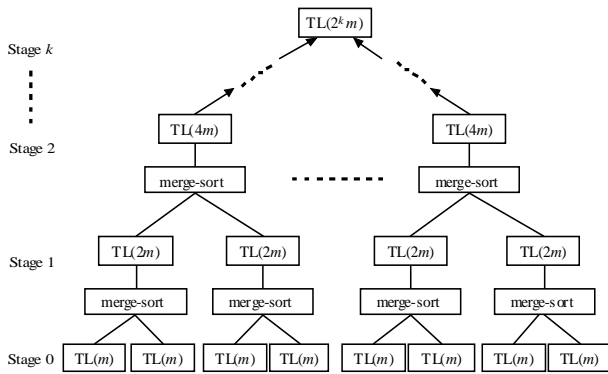 TL(2^k m)
Stage k
TL(4m) TL(4m)
Stage 2
merge-sort merge-sort
TL(2m) TL(2m) TL(2m) TL(2m)
Stage 1
merge-sort merge-sort merge-sort merge-sort
Stage 0 TL(m) TL(m) TL(m) TL(m) TL(m) TL(m) TL(m) TL(m)